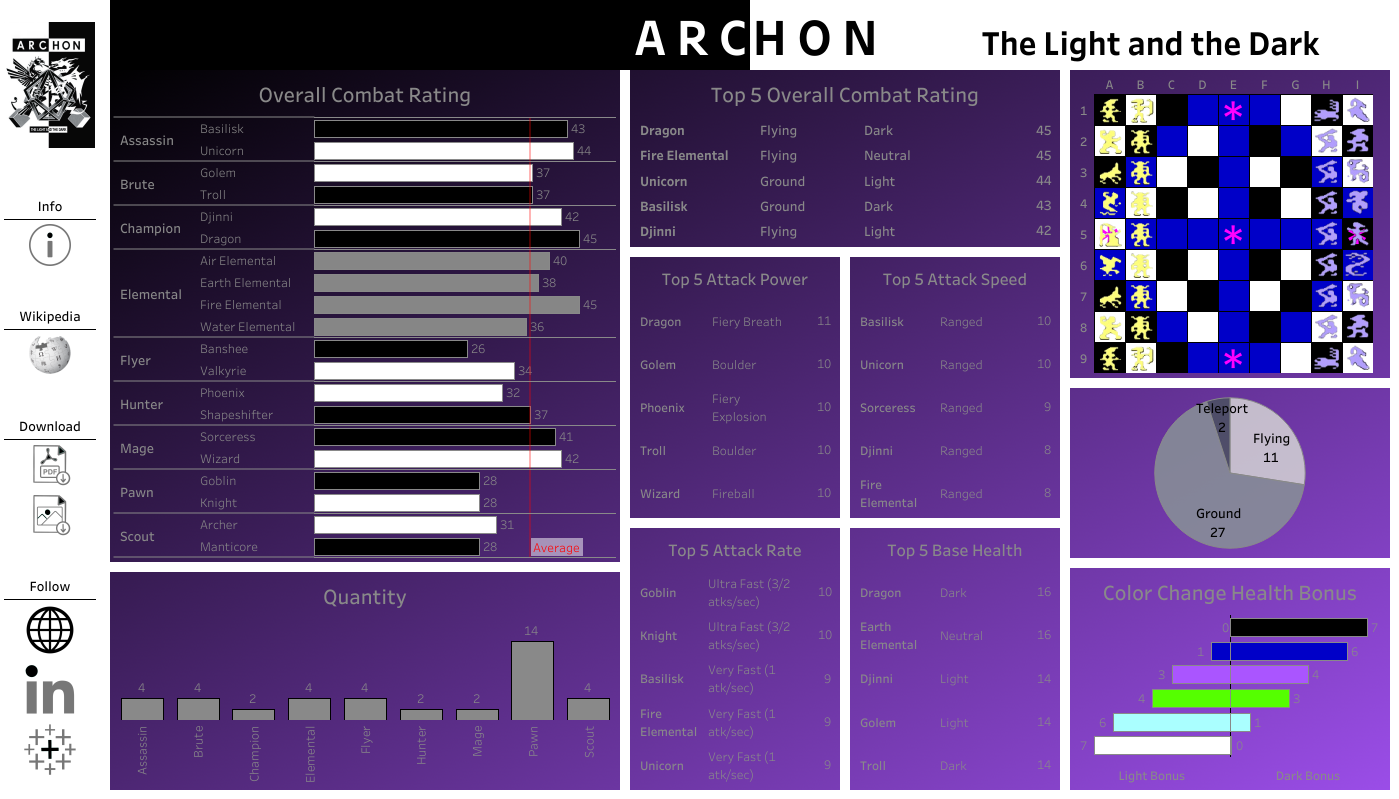 ARCHON
The Light and the Dark
ARCHON
THE LIGHT & THE DARK
Info
Wikipedia
Download
PDF
Follow
in
Overall Combat Rating
Assassin
Basilisk 43
Unicorn 44
Brute
Golem 37
Troll 37
Champion
Djinni 42
Dragon 45
Elemental
Air Elemental 40
Earth Elemental 38
Fire Elemental 45
Water Elemental 36
Flyer
Banshee 26
Valkyrie 34
Hunter
Phoenix 32
Shapeshifter 37
Mage
Sorceress 41
Wizard 42
Pawn
Goblin 28
Knight 28
Scout
Archer 31
Manticore 28
Average
Quantity
4 4 2 4 4 2 2 14 4
Assassin
Brute
Champion
Elemental
Flyer
Hunter
Mage
Pawn
Scout
Top 5 Overall Combat Rating
Dragon Flying Dark 45
Fire Elemental Flying Neutral 45
Unicorn Ground Light 44
Basilisk Ground Dark 43
Djinni Flying Light 42
Top 5 Attack Power
Dragon Fiery Breath 11
Golem Boulder 10
Phoenix Fiery
Explosion 10
Troll Boulder 10
Wizard Fireball 10
Top 5 Attack Speed
Basilisk Ranged 10
Unicorn Ranged 10
Sorceress Ranged 9
Djinni Ranged 8
Fire
Elemental Ranged 8
Top 5 Attack Rate
Goblin Ultra Fast (3/2
atks/sec) 10
Knight Ultra Fast (3/2
atks/sec) 10
Basilisk Very Fast (1
atk/sec) 9
Fire
Elemental Very Fast (1
atk/sec) 9
Unicorn Very Fast (1
atk/sec) 9
Top 5 Base Health
Dragon Dark 16
Earth
Elemental Neutral 16
Djinni Light 14
Golem Light 14
Troll Dark 14
A B C D E F G H I
1
2
3
4
5
6
7
8
9
Teleport
2
Flying
11
Ground
27
Color Change Health Bonus
0 7
1 6
3 4
4 3
6 1
7 0
Light Bonus Dark Bonus